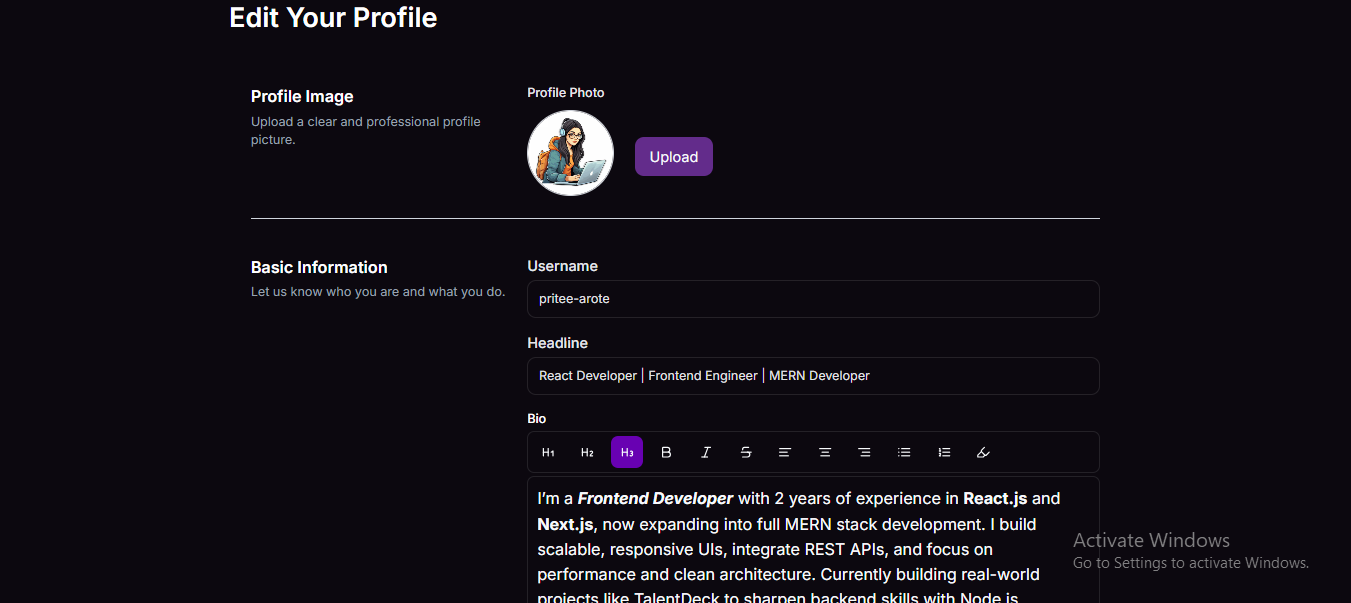 Edit Your Profile
Profile Image
Upload a clear and professional profile
picture.
Profile Photo
Upload
Basic Information
Let us know who you are and what you do.
Username
pritee-arote
Headline
React Developer | Frontend Engineer | MERN Developer
Bio
H1 H2 H3 B I S
I’m a Frontend Developer with 2 years of experience in React.js and
Next.js, now expanding into full MERN stack development. I build
scalable, responsive UIs, integrate REST APIs, and focus on
performance and clean architecture. Currently building real-world
projects like TalentDeck to sharpen backend skills with Node.js,
Activate Windows
Go to Settings to activate Windows.